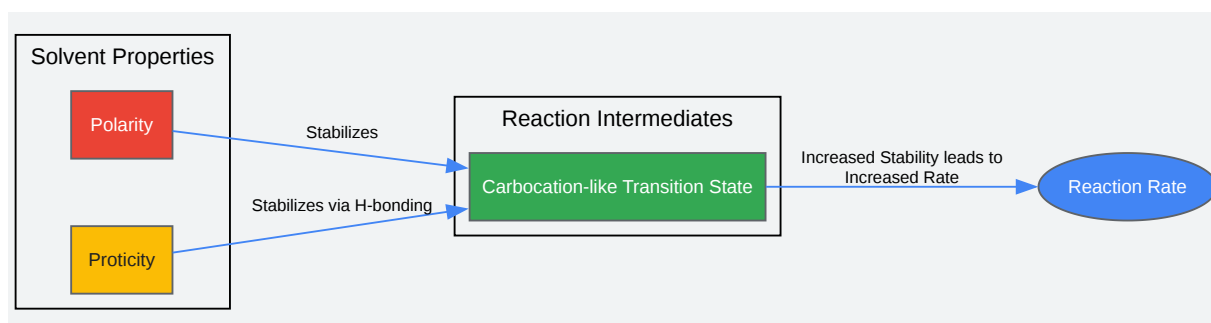 Solvent Properties
Polarity
Proticity
Stabilizes
Stabilizes via H-bonding
Reaction Intermediates
Carbocation-like Transition State
Increased Stability leads to
Increased Rate
Reaction Rate